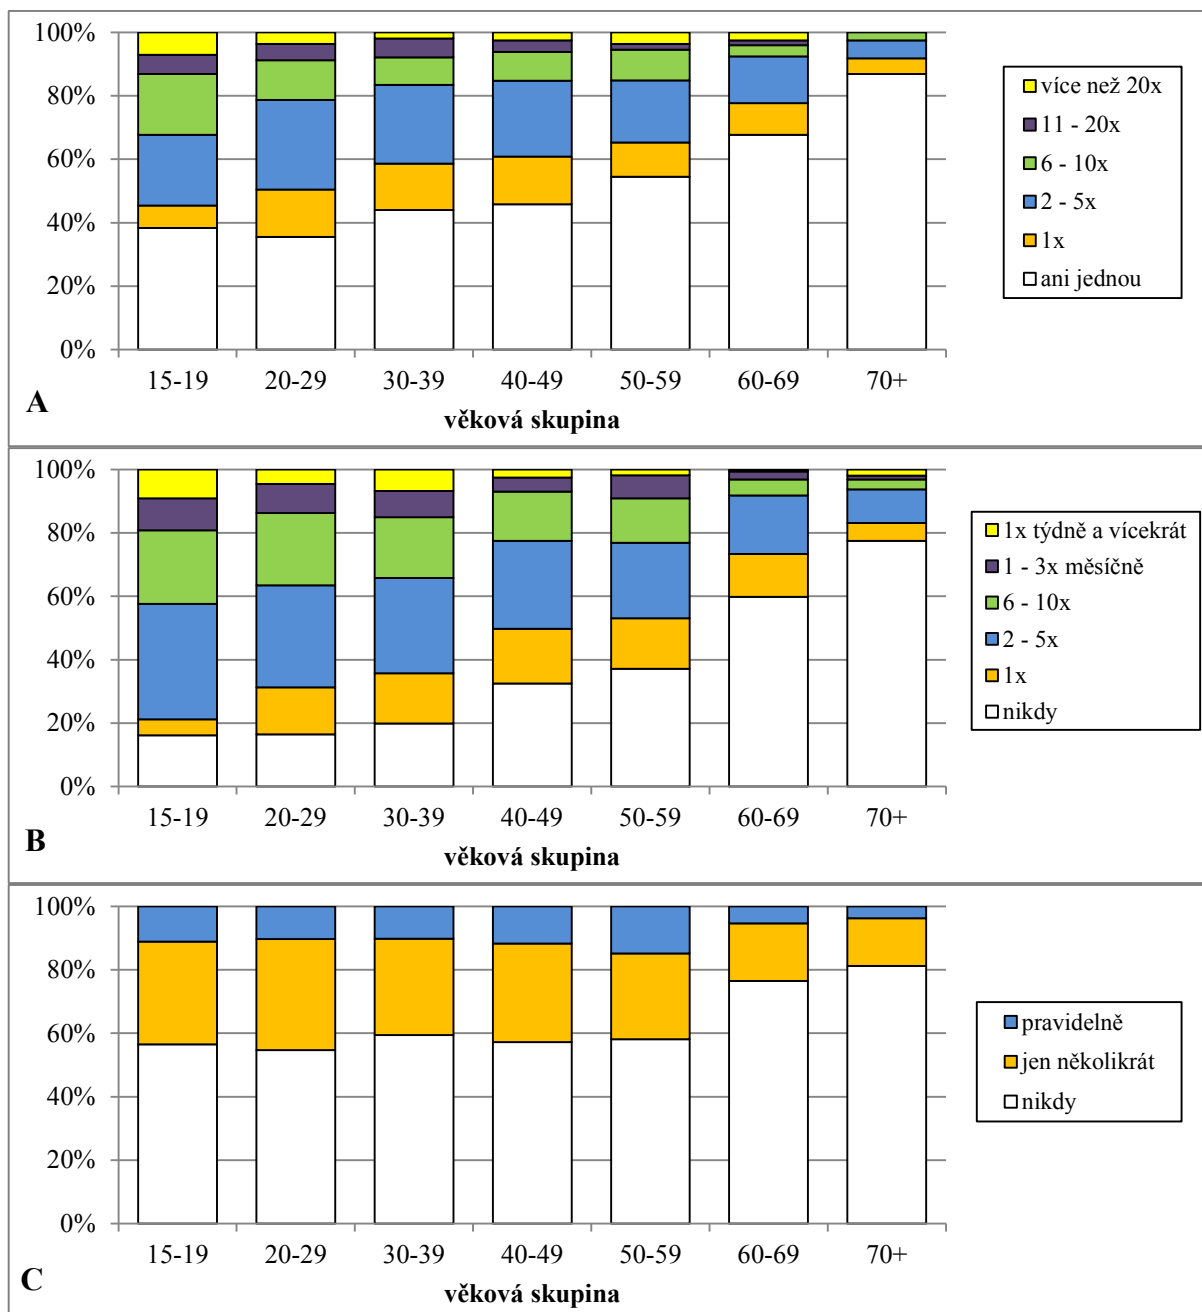 100%
80%
60%
40%
20%
0%
15-19 20-29 30-39 40-49 50-59 60-69 70+
věková skupina
A
více než 20x
11 - 20x
6 - 10x
2 - 5x
1x
ani jednou
100%
80%
60%
40%
20%
0%
15-19 20-29 30-39 40-49 50-59 60-69 70+
věková skupina
B
1x týdně a vícekrát
1 - 3x měsíčně
6 - 10x
2 - 5x
1x
nikdy
100%
80%
60%
40%
20%
0%
15-19 20-29 30-39 40-49 50-59 60-69 70+
věková skupina
C
pravidelně
jen několikrát
nikdy